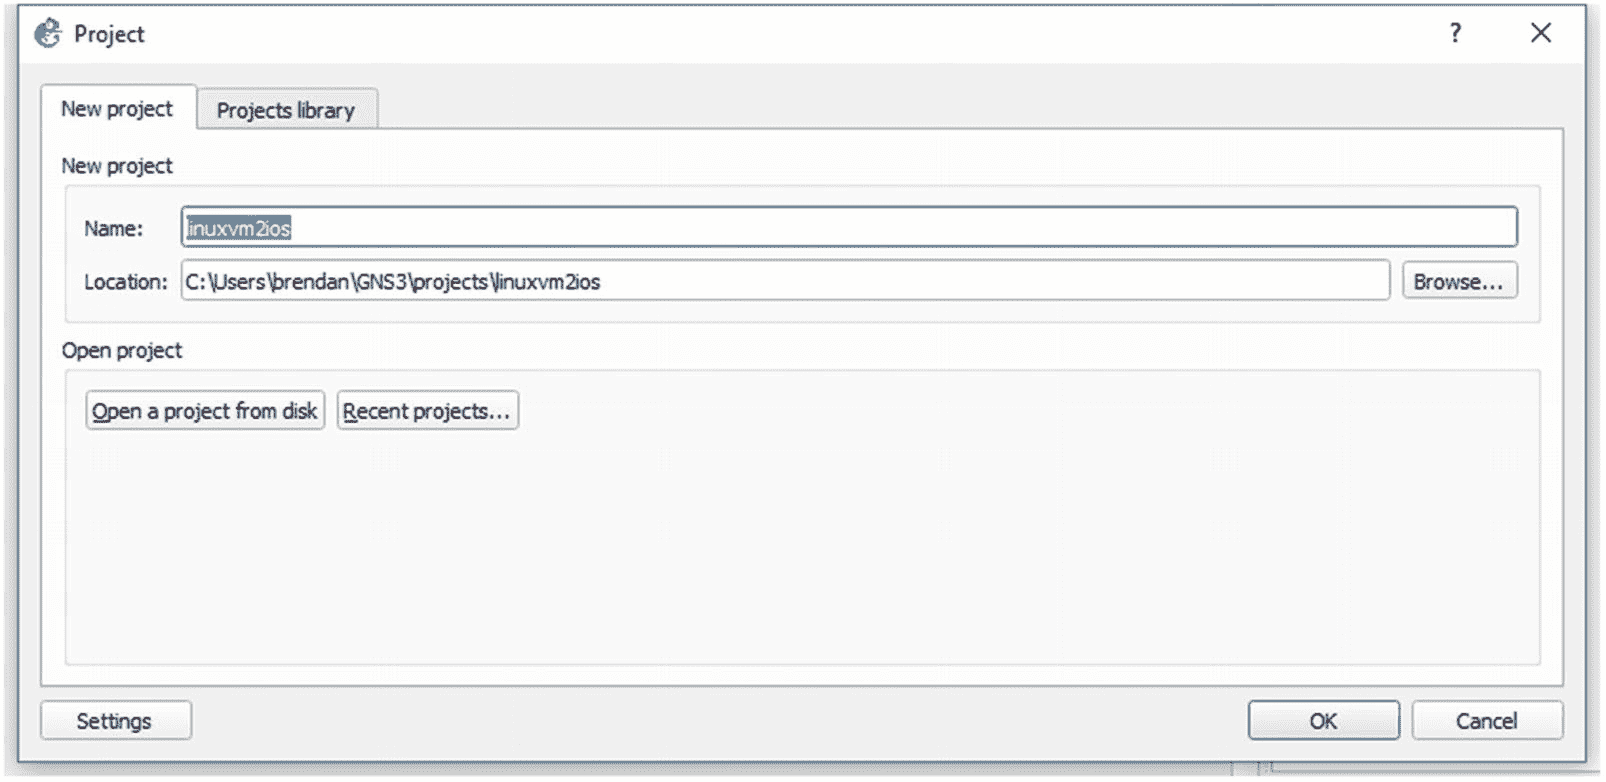 Project ?
New project Projects library
New project
Name: linuxvm2ios
Location: C:\Users\brendan\GNS3\projects\linuxvm2ios Browse...
Open project
Open a project from disk Recent projects...
Settings OK Cancel